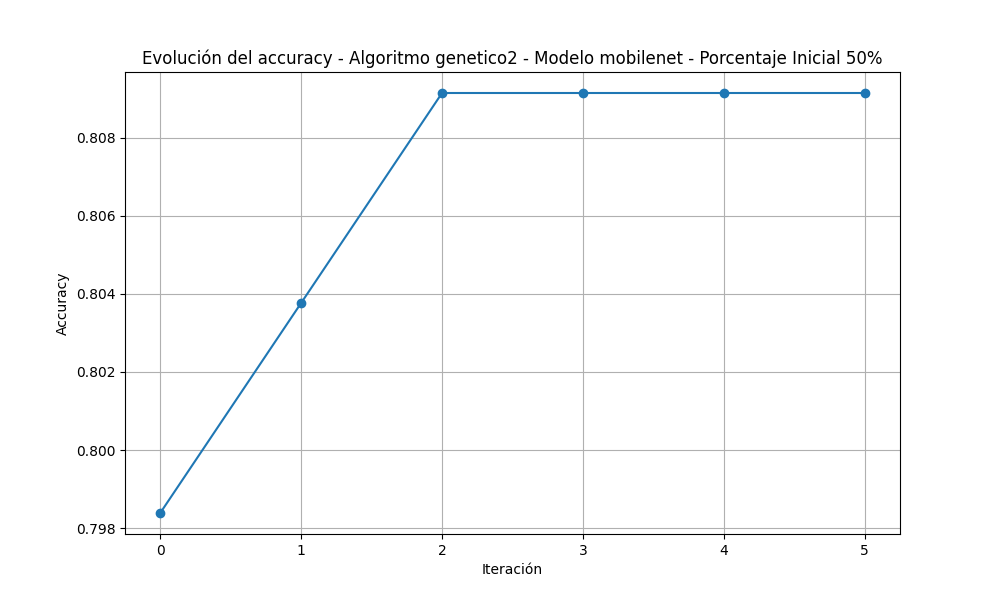 Evolución del accuracy - Algoritmo genetico2 - Modelo mobilenet - Porcentaje Inicial 50%
Accuracy
0.808
0.806
0.804
0.802
0.800
0.798
0 1 2 3 4 5
Iteración